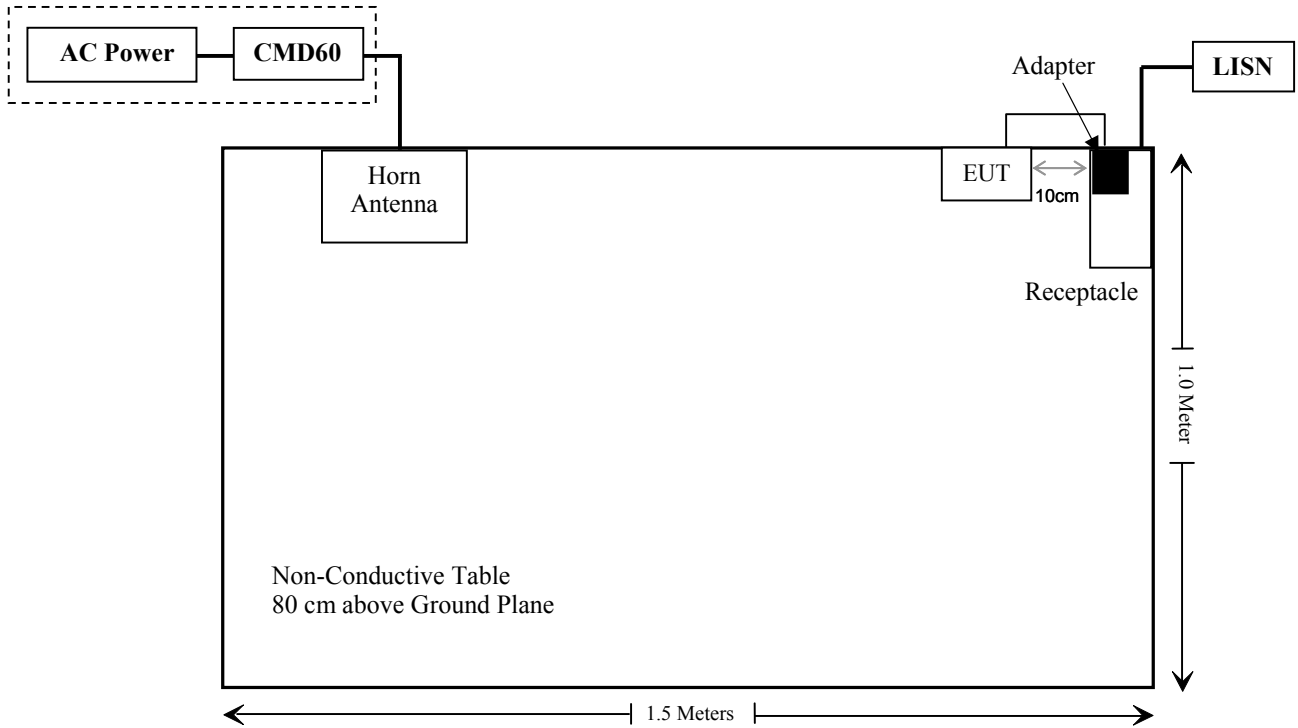 AC Power
CMD60
Adapter
LISN
Horn
Antenna
EUT
10cm
Receptacle
1.0 Meter
Non-Conductive Table
80 cm above Ground Plane
1.5 Meters